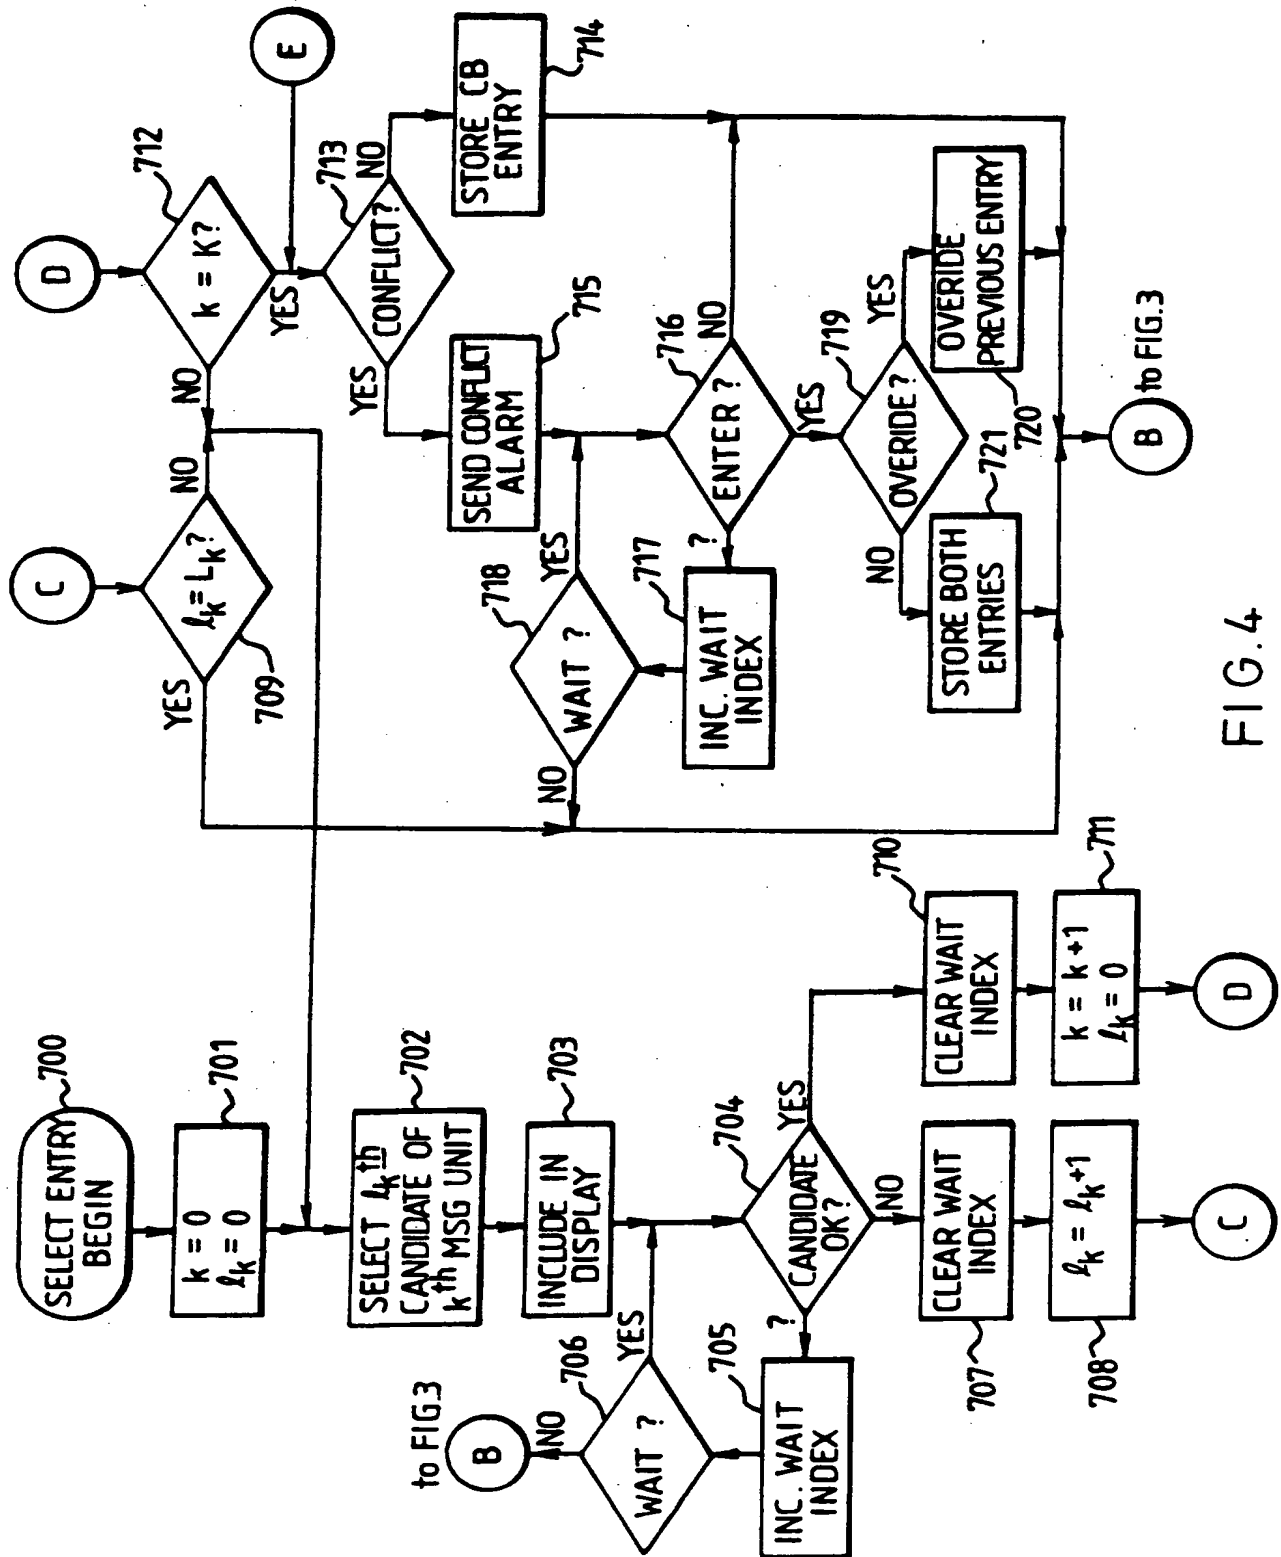 SELECT ENTRY
BEGIN
700
k = 0
ℓk = 0
701
SELECT ℓk th
CANDIDATE OF
kth MSG UNIT
702
INCLUDE IN
DISPLAY
703
CANDIDATE
OK?
704
YES
NO
?
INC. WAIT
INDEX
705
WAIT ?
706
YES
NO
B
to FIG.3
CLEAR WAIT
INDEX
707
ℓk = ℓk+1
708
C
CLEAR WAIT
INDEX
710
k = k+1
ℓk = 0
711
D
C
ℓk = Lk?
709
YES
NO
D
k = K?
712
NO
YES
E
CONFLICT?
713
YES
NO
STORE CB
ENTRY
714
SEND CONFLICT
ALARM
715
ENTER ?
716
NO
YES
?
INC. WAIT
INDEX
717
WAIT ?
718
YES
NO
OVERIDE?
719
YES
NO
OVERIDE
PREVIOUS ENTRY
720
STORE BOTH
ENTRIES
721
B
to FIG.3
FIG.4